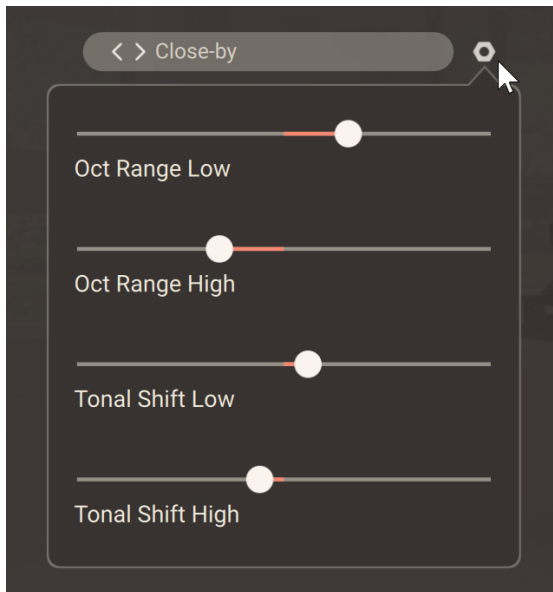 Close-by
Oct Range Low
Oct Range High
Tonal Shift Low
Tonal Shift High